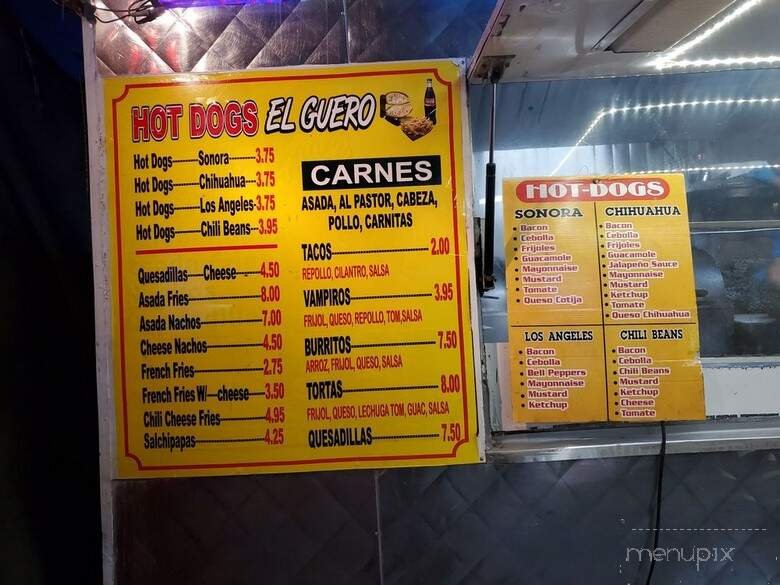 HOT DOGS EL GUERO
Hot Dogs-----Sonora-----3.75
Hot Dogs-----Chihuahua--3.75
Hot Dogs-----Los Angeles-3.75
Hot Dogs-----Chili Beans--3.95
Quesadillas---Cheese-----4.50
Asada Fries-----8.00
Asada Nachos-----7.00
Cheese Nachos-----4.50
French Fries-----2.75
French Fries W/---cheese----3.50
Chili Cheese Fries-----4.95
Salchipapas-----4.25
CARNES
ASADA, AL PASTOR, CABEZA,
POLLO, CARNITAS
TACOS-----2.00
REPOLLO, CILANTRO, SALSA
VAMPIROS-----3.95
FRIJOL, QUESO, REPOLLO, TOM,SALSA
BURRITOS-----7.50
ARROZ, FRIJOL, QUESO, SALSA
TORTAS-----8.00
FRIJOL, QUESO, LECHUGA TOM, GUAC, SALSA
QUESADILLAS-----7.50
HOT-DOGS
SONORA
• Bacon
• Cebolla
• Frijoles
• Guacamole
• Mayonnaise
• Mustard
• Tomate
• Queso Cotija
CHIHUAHUA
• Bacon
• Cebolla
• Frijoles
• Guacamole
• Jalapeño Sauce
• Mayonnaise
• Mustard
• Ketchup
• Tomate
• Queso Chihuahua
LOS ANGELES
• Bacon
• Cebolla
• Bell Peppers
• Mayonnaise
• Mustard
• Ketchup
CHILI BEANS
• Bacon
• Cebolla
• Chili Beans
• Mustard
• Ketchup
• Cheese
• Tomate
menupix